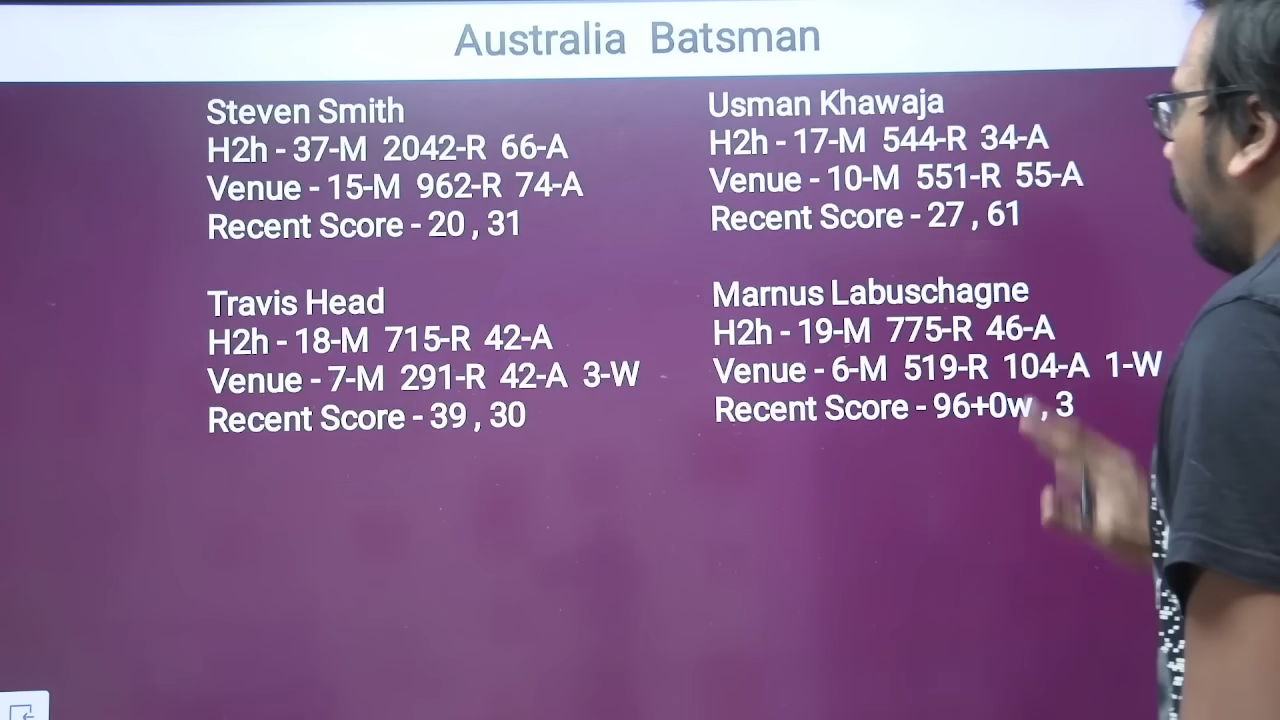 Australia Batsman
Steven Smith
H2h - 37-M 2042-R 66-A
Venue - 15-M 962-R 74-A
Recent Score - 20 , 31
Usman Khawaja
H2h - 17-M 544-R 34-A
Venue - 10-M 551-R 55-A
Recent Score - 27 , 61
Travis Head
H2h - 18-M 715-R 42-A
Venue - 7-M 291-R 42-A 3-W
Recent Score - 39 , 30
Marnus Labuschagne
H2h - 19-M 775-R 46-A
Venue - 6-M 519-R 104-A 1-W
Recent Score - 96+0w , 3